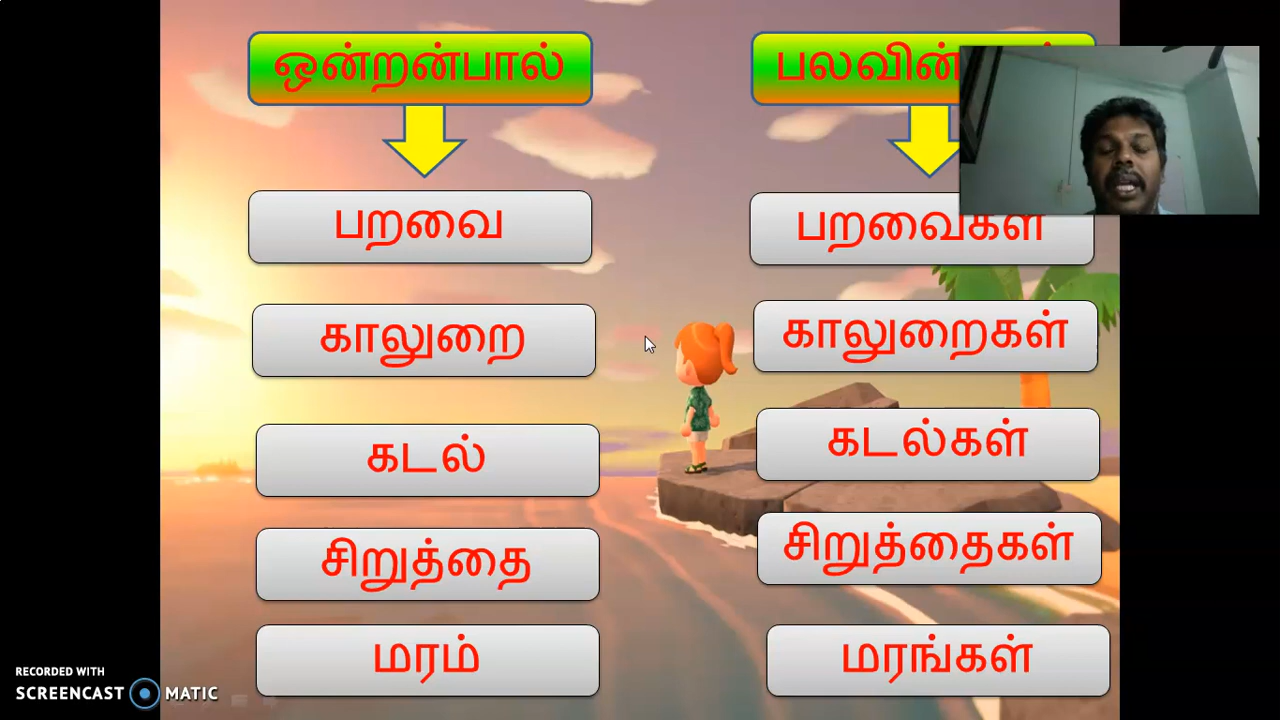 ஒன்றன்பால்
பலவின்
பறவை
பறவைகள்
காலுறை
காலுறைகள்
கடல்
கடல்கள்
சிறுத்தை
சிறுத்தைகள்
மரம்
மரங்கள்
RECORDED WITH
SCREENCAST MATIC